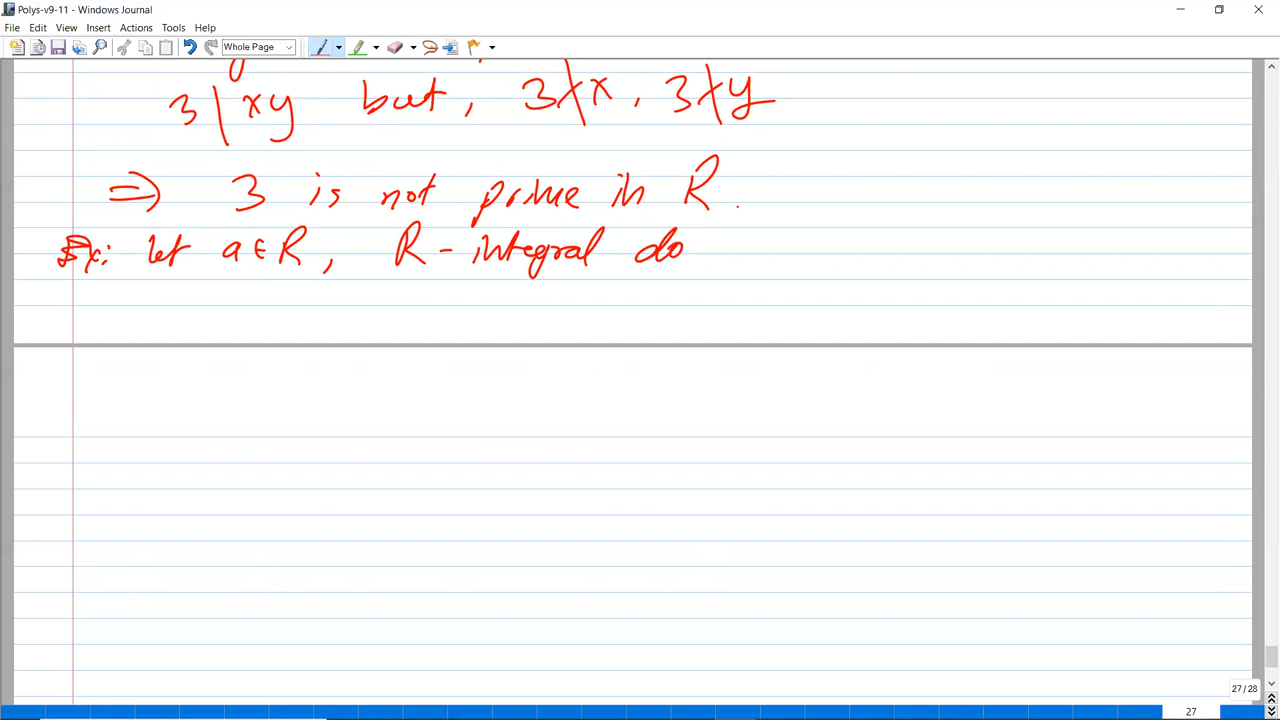 Polys-v9-11 - Windows Journal
File Edit View Insert Actions Tools Help
Whole Page
3 | xy but, 3 ∤ x, 3 ∤ y
⇒ 3 is not prime in R.
Ex: let a ∈ R, R - integral do
27 / 28
27